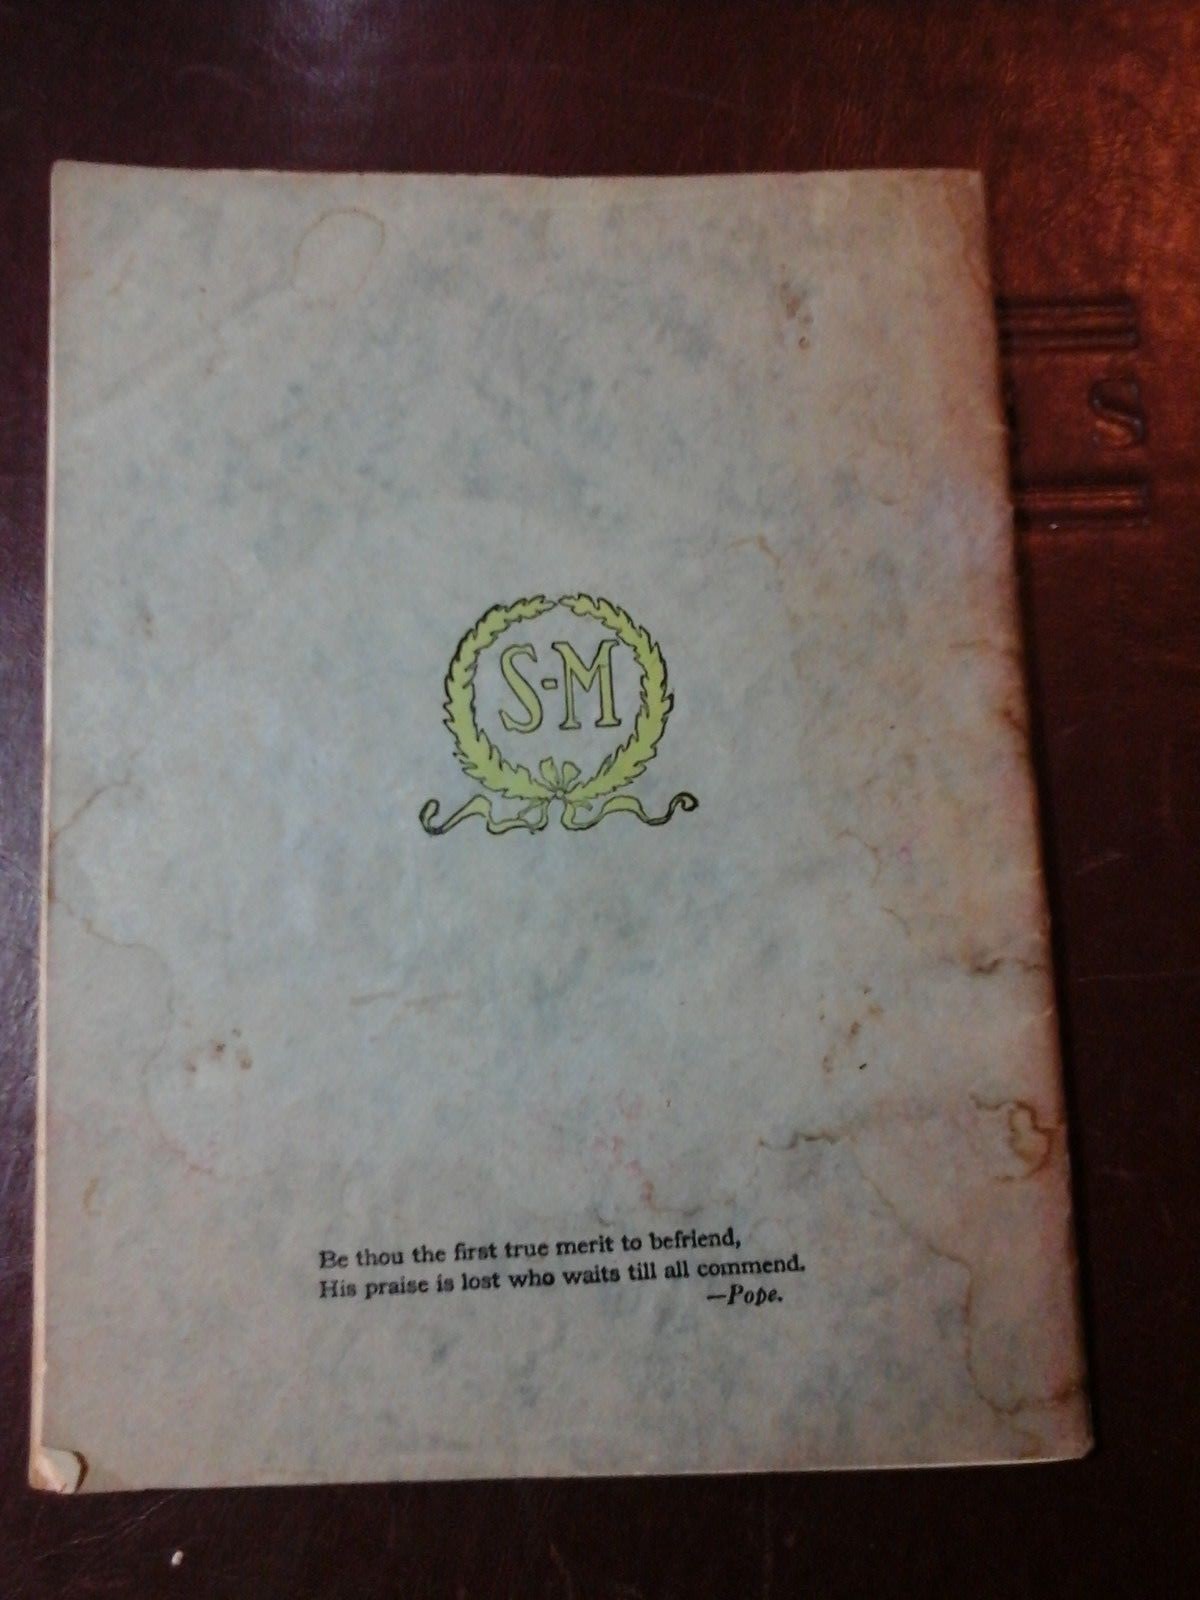 S
S-M
Be thou the first true merit to befriend,
His praise is lost who waits till all commend.
—Pope.